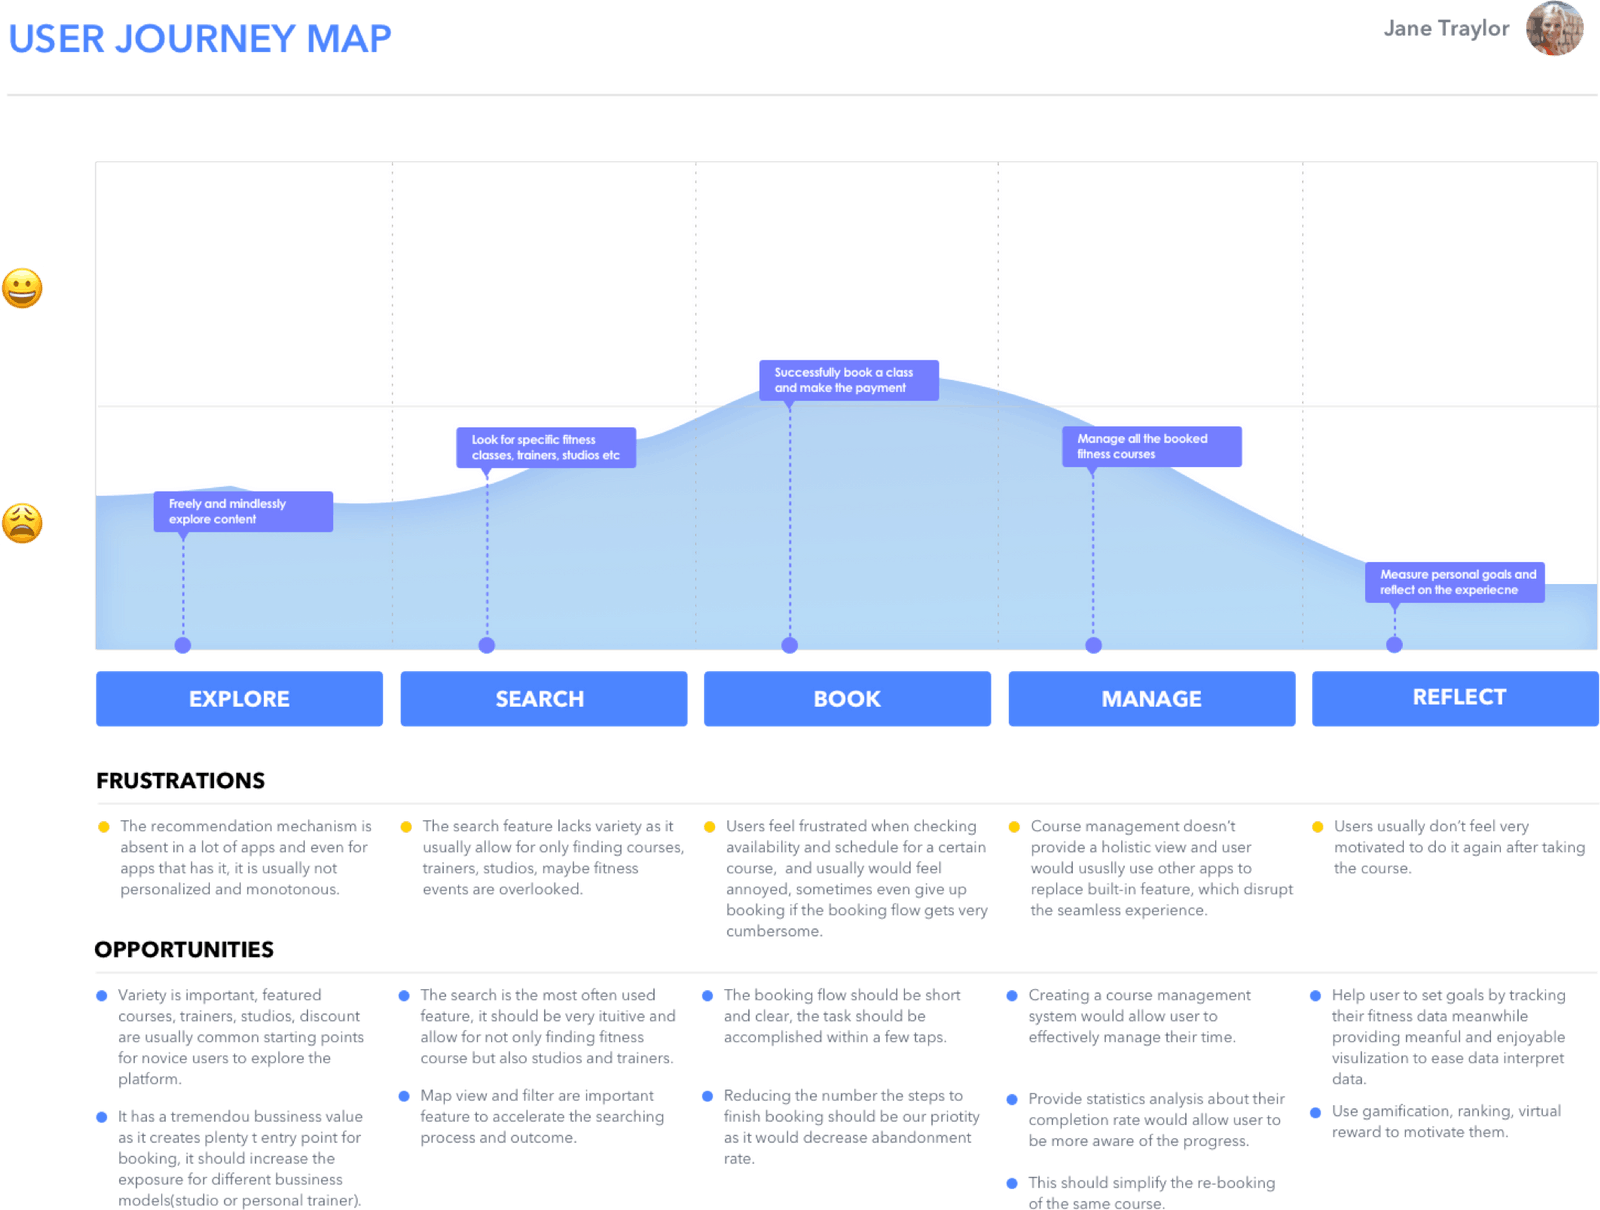 USER JOURNEY MAP
Jane Traylor
Successfully book a class
and make the payment
Look for specific fitness
classes, trainers, studios etc
Manage all the booked
fitness courses
Freely and mindlessly
explore content
Measure personal goals and
reflect on the experiecne
EXPLORE
SEARCH
BOOK
MANAGE
REFLECT
FRUSTRATIONS
The recommendation mechanism is
absent in a lot of apps and even for
apps that has it, it is usually not
personalized and monotonous.
The search feature lacks variety as it
usually allow for only finding courses,
trainers, studios, maybe fitness
events are overlooked.
Users feel frustrated when checking
availability and schedule for a certain
course,  and usually would feel
annoyed, sometimes even give up
booking if the booking flow gets very
cumbersome.
Course management doesn't
provide a holistic view and user
would ususlly use other apps to
replace built-in feature, which disrupt
the seamless experience.
Users usually don't feel very
motivated to do it again after taking
the course.
OPPORTUNITIES
Variety is important, featured
courses, trainers, studios, discount
are usually common starting points
for novice users to explore the
platform.
It has a tremendou bussiness value
as it creates plenty t entry point for
booking, it should increase the
exposure for different bussiness
models(studio or personal trainer).
The search is the most often used
feature, it should be very ituitive and
allow for not only finding fitness
course but also studios and trainers.
Map view and filter are important
feature to accelerate the searching
process and outcome.
The booking flow should be short
and clear, the task should be
accomplished within a few taps.
Reducing the number the steps to
finish booking should be our priotity
as it would decrease abandonment
rate.
Creating a course management
system would allow user to
effectively manage their time.
Provide statistics analysis about their
completion rate would allow user to
be more aware of the progress.
This should simplify the re-booking
of the same course.
Help user to set goals by tracking
their fitness data meanwhile
providing meanful and enjoyable
visulization to ease data interpret
data.
Use gamification, ranking, virtual
reward to motivate them.